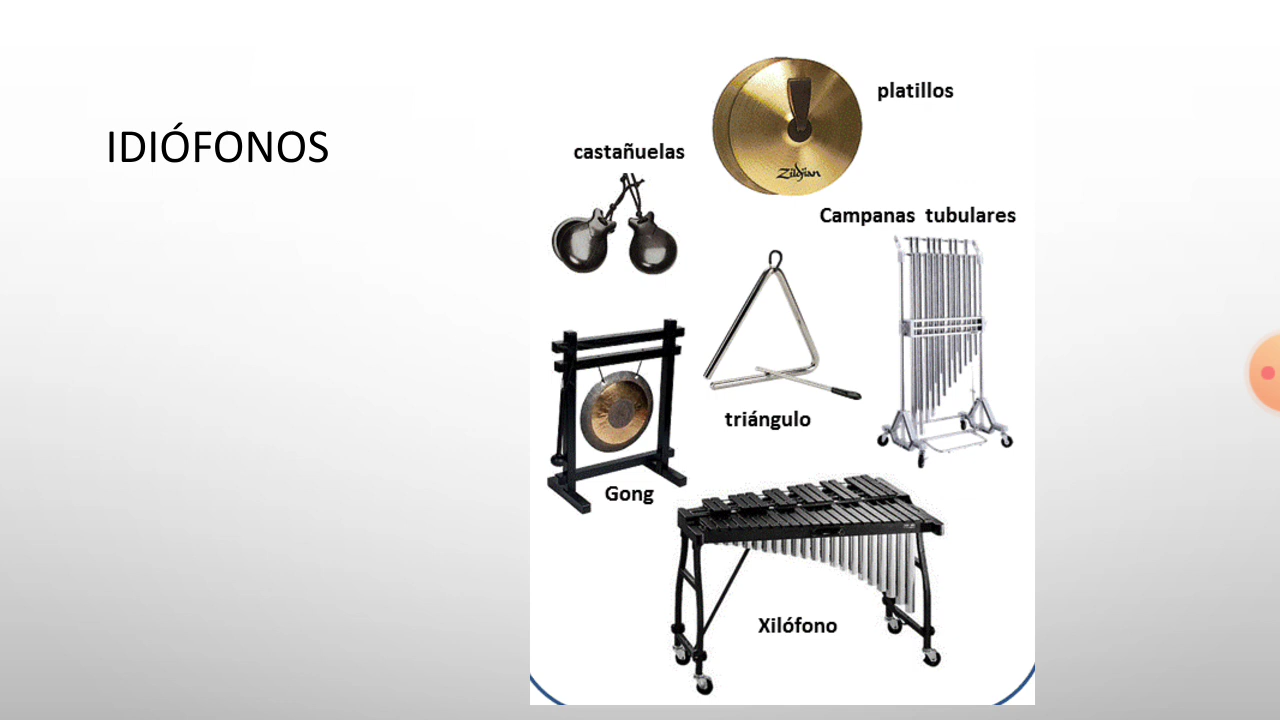 IDIÓFONOS
platillos
Zildjian
castañuelas
Campanas tubulares
triángulo
Gong
Xilófono